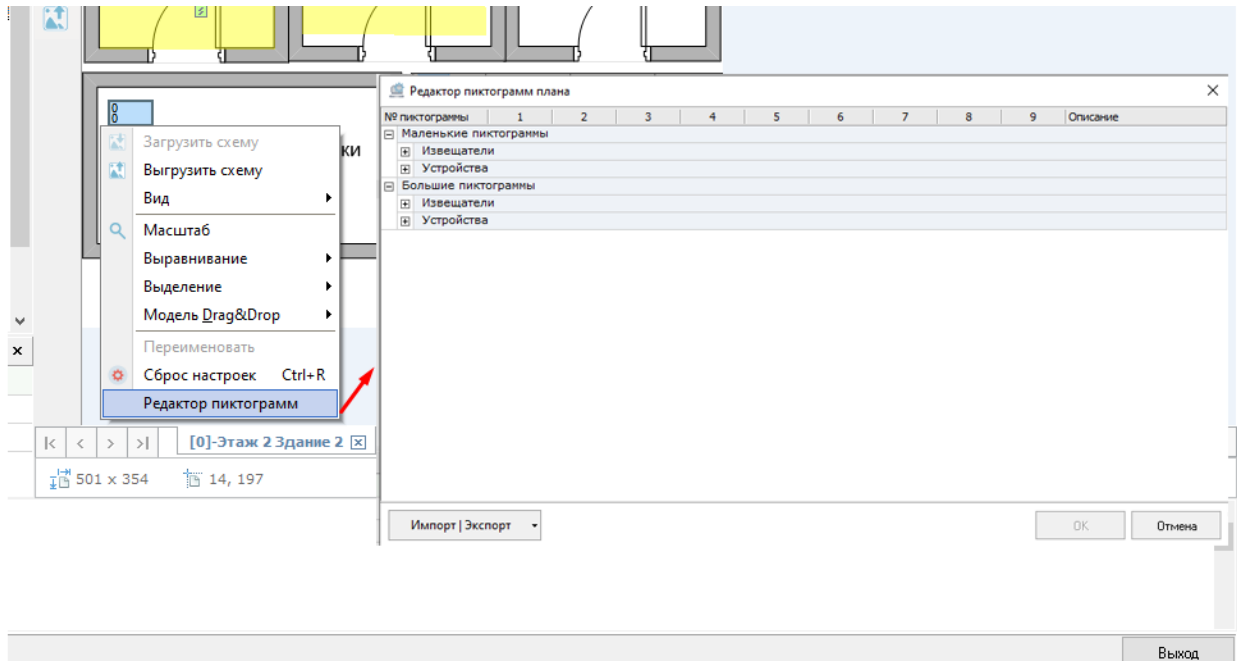 Редактор пиктограмм плана
№ пиктограммы 1 2 3 4 5 6 7 8 9 Описание
Маленькие пиктограммы
Извещатели
Устройства
Большие пиктограммы
Извещатели
Устройства
ки
Загрузить схему
Выгрузить схему
Вид
Масштаб
Выравнивание
Выделение
Модель Drag&Drop
Переименовать
Сброс настроек Ctrl+R
Редактор пиктограмм
[0]-Этаж 2 Здание 2
501 x 354 14, 197
Импорт | Экспорт OK Отмена
Выход